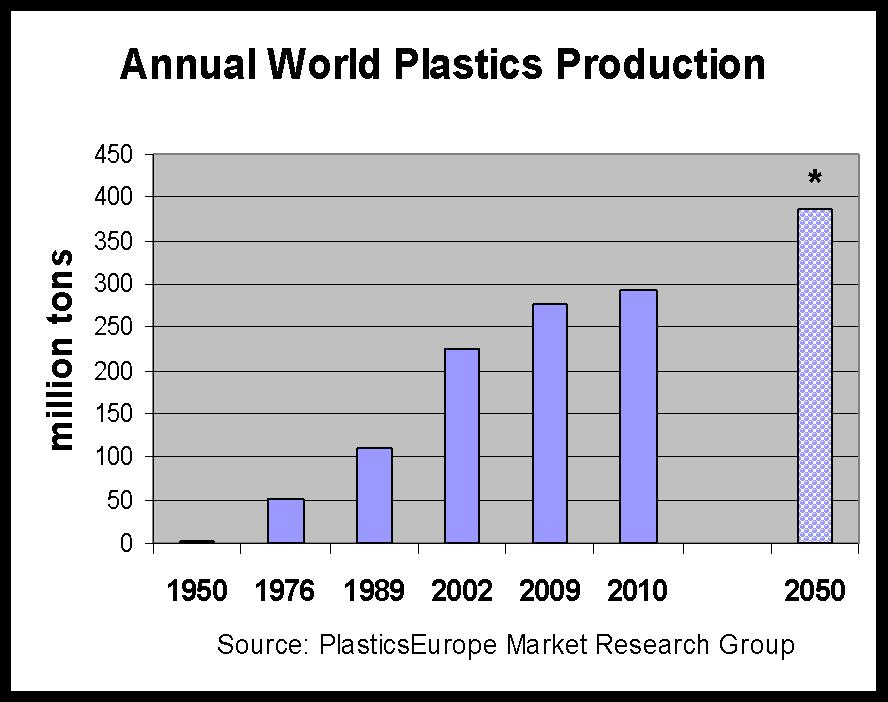 Annual World Plastics Production
450
400
350
300
250
200
150
100
50
0
million tons
*
1950 1976 1989 2002 2009 2010 2050
Source: PlasticsEurope Market Research Group